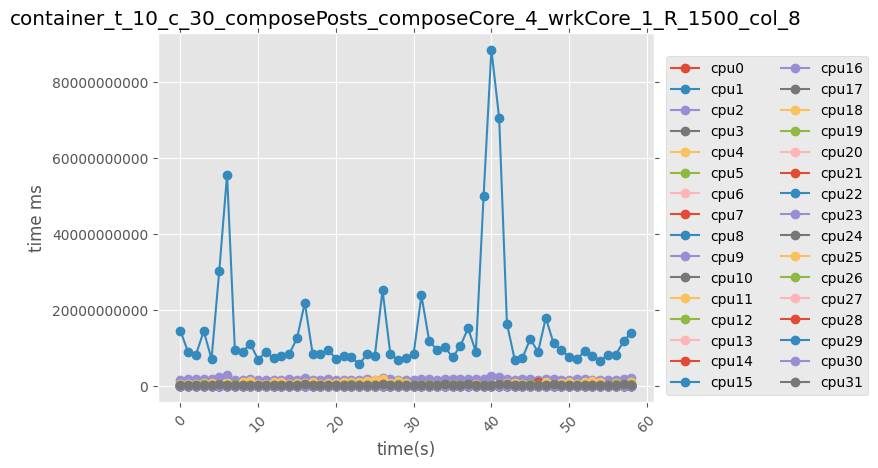 container_t_10_c_30_composePosts_composeCore_4_wrkCore_1_R_1500_col_8
80000000000
60000000000
40000000000
20000000000
0
time ms
0 10 20 30 40 50 60
time(s)
cpu0 cpu16
cpu1 cpu17
cpu2 cpu18
cpu3 cpu19
cpu4 cpu20
cpu5 cpu21
cpu6 cpu22
cpu7 cpu23
cpu8 cpu24
cpu9 cpu25
cpu10 cpu26
cpu11 cpu27
cpu12 cpu28
cpu13 cpu29
cpu14 cpu30
cpu15 cpu31